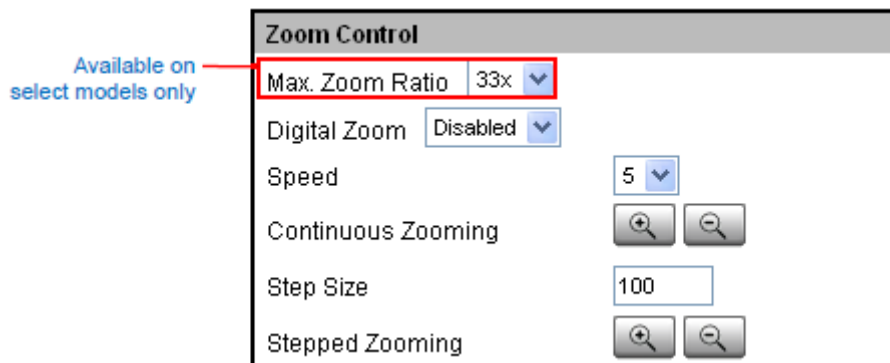 Zoom Control
Available on
select models only
Max. Zoom Ratio 33x
Digital Zoom Disabled
Speed 5
Continuous Zooming
Step Size 100
Stepped Zooming